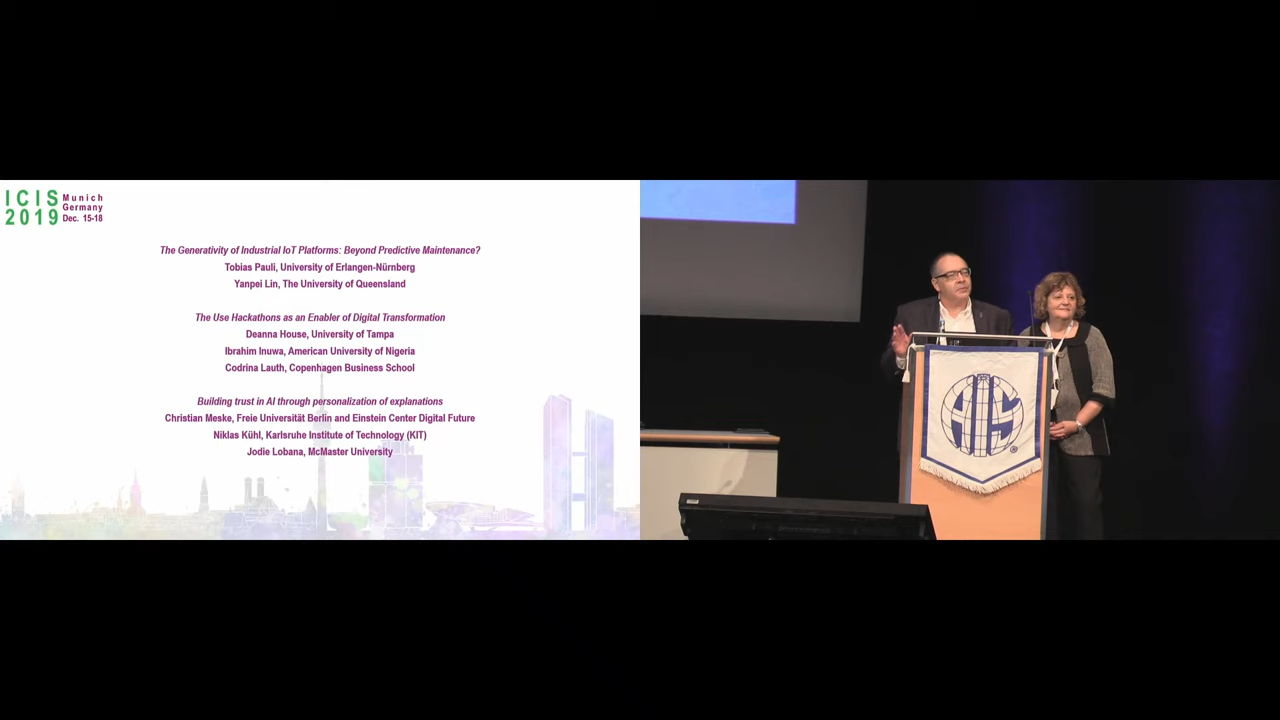 ICIS
2019
Munich
Germany
Dec. 15-18
The Generativity of Industrial IoT Platforms: Beyond Predictive Maintenance?
Tobias Pauli, University of Erlangen-Nürnberg
Yanpei Lin, The University of Queensland
The Use Hackathons as an Enabler of Digital Transformation
Deanna House, University of Tampa
Ibrahim Inuwa, American University of Nigeria
Codrina Lauth, Copenhagen Business School
Building trust in AI through personalization of explanations
Christian Meske, Freie Universität Berlin and Einstein Center Digital Future
Niklas Kühl, Karlsruhe Institute of Technology (KIT)
Jodie Lobana, McMaster University
AIS
®